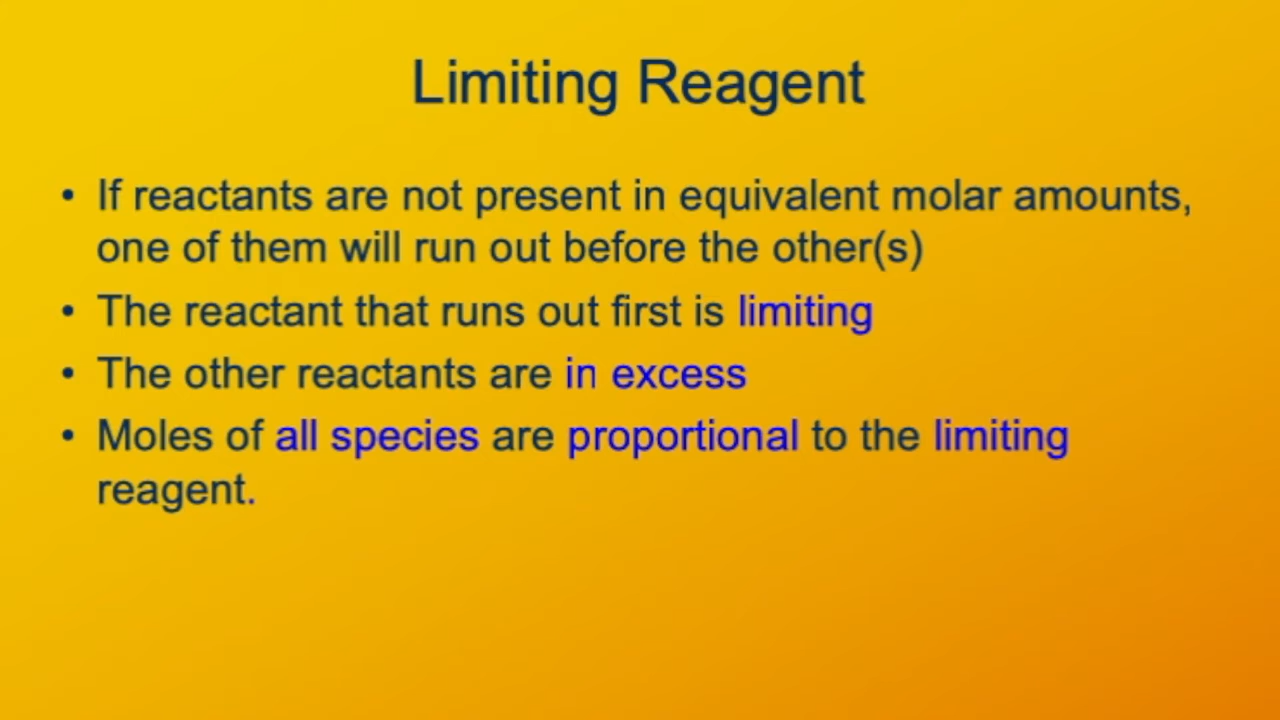 Limiting Reagent
• If reactants are not present in equivalent molar amounts,
one of them will run out before the other(s)
• The reactant that runs out first is limiting
• The other reactants are in excess
• Moles of all species are proportional to the limiting
reagent.